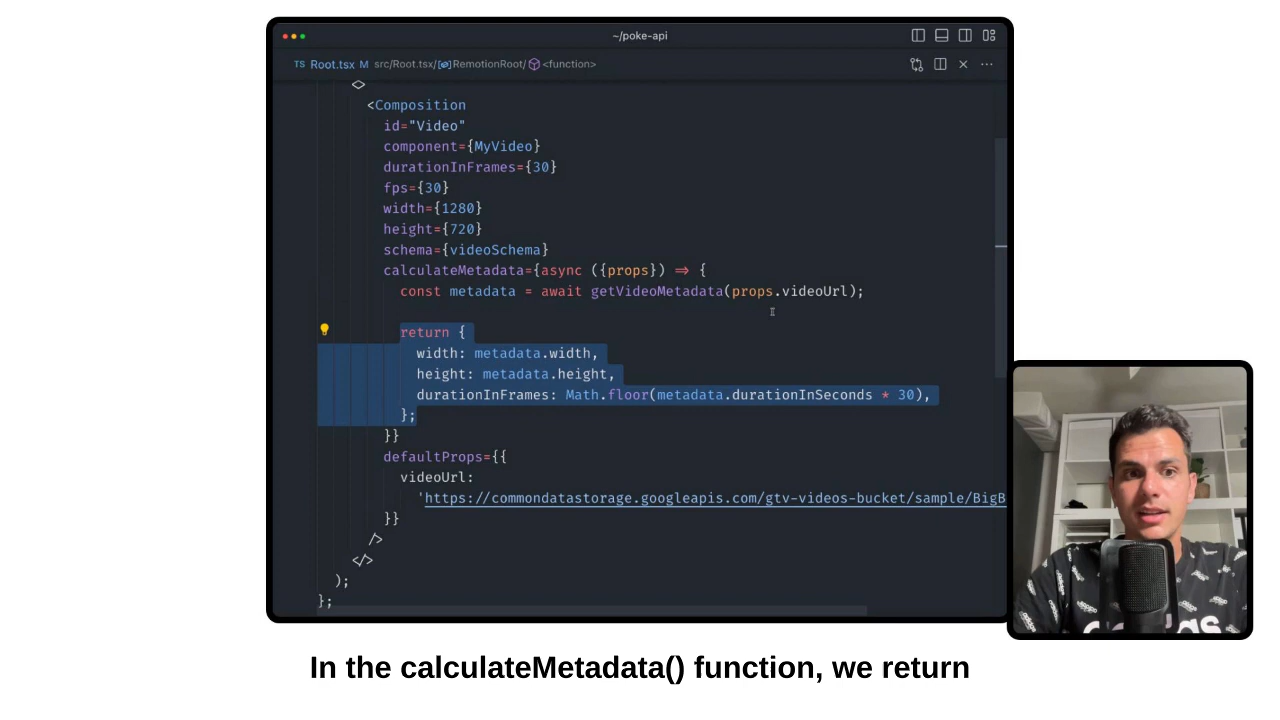 ~/poke-api
TS Root.tsx M src/Root.tsx/RemotionRoot/<function>
<>
<Composition
id="Video"
component={MyVideo}
durationInFrames={30}
fps={30}
width={1280}
height={720}
schema={videoSchema}
calculateMetadata={async ({props}) => {
const metadata = await getVideoMetadata(props.videoUrl);
return {
width: metadata.width,
height: metadata.height,
durationInFrames: Math.floor(metadata.durationInSeconds * 30),
};
}}
defaultProps={{
videoUrl:
'https://commondatastorage.googleapis.com/gtv-videos-bucket/sample/BigB
}}
/>
</>
);
};
In the calculateMetadata() function, we return